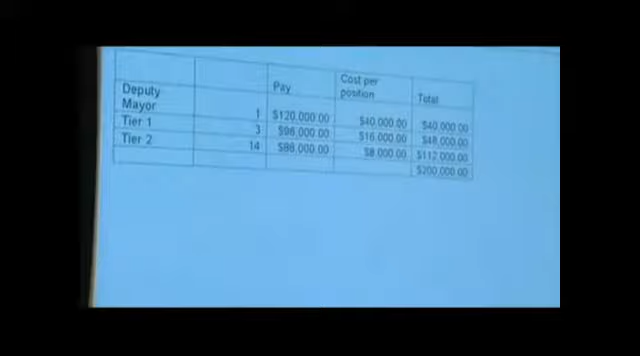 Pay Cost per position Total
Deputy Mayor 1 $120,000.00 $40,000.00 $40,000.00
Tier 1 3 $96,000.00 $16,000.00 $48,000.00
Tier 2 14 $88,000.00 $8,000.00 $112,000.00
$200,000.00